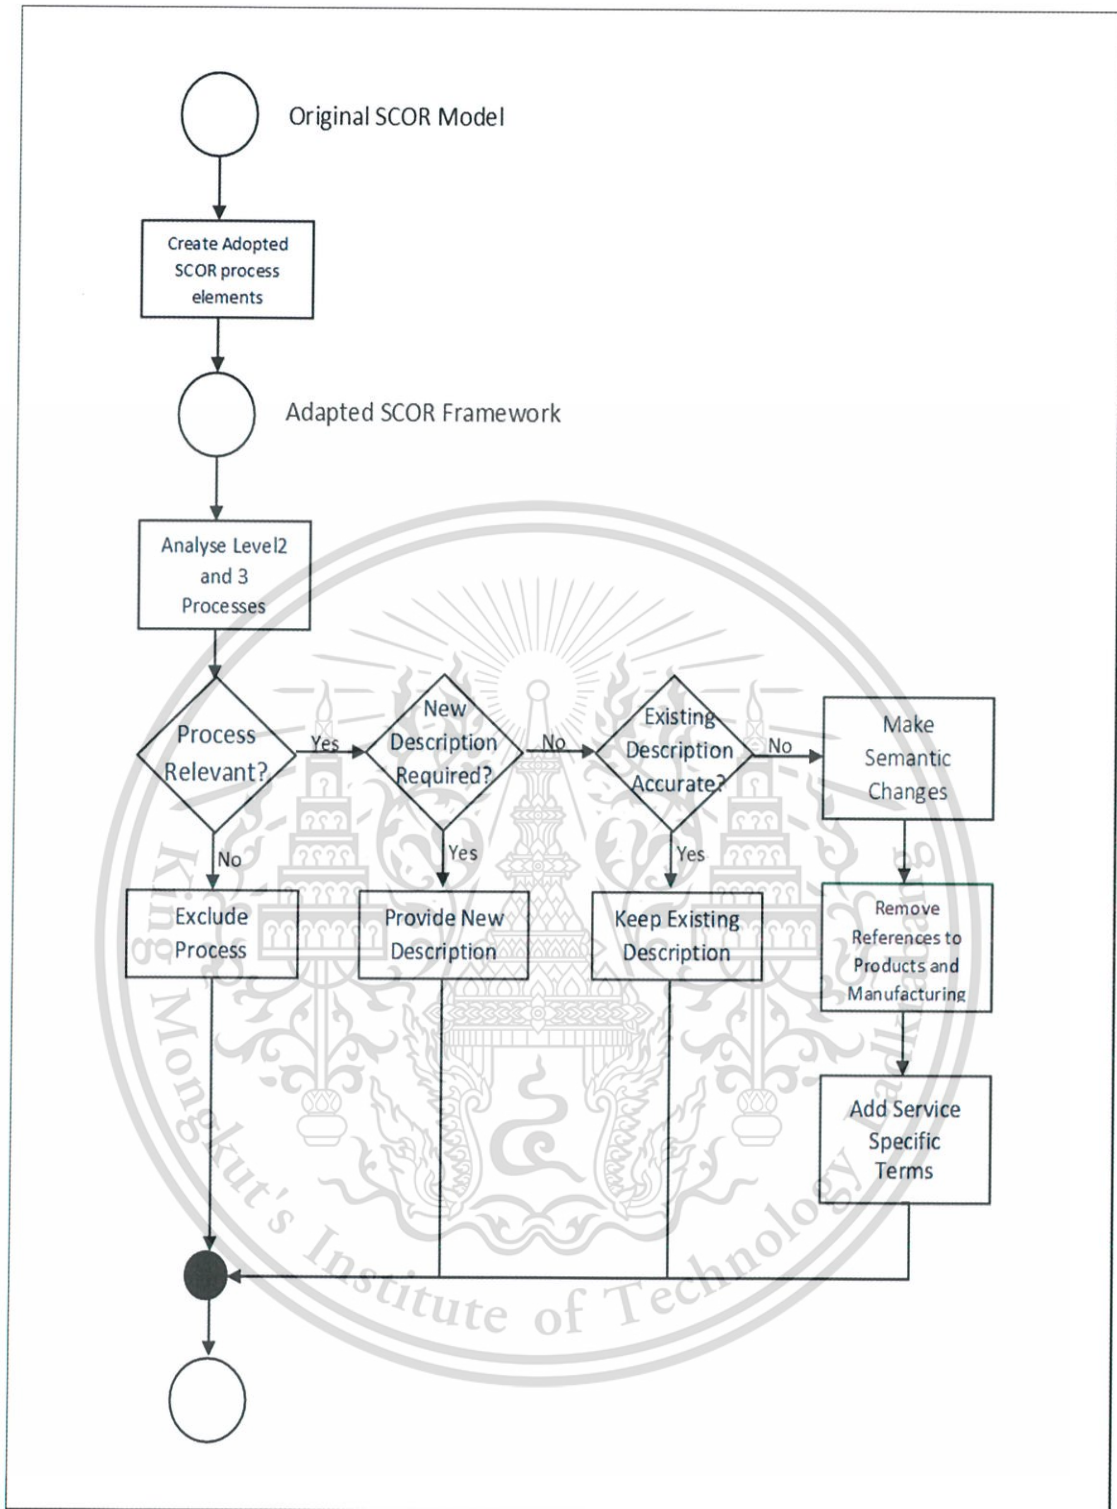 Original SCOR Model
Create Adopted
SCOR process
elements
Adapted SCOR Framework
Analyse Level2
and 3
Processes
Process
Relevant?
Yes
New
Description
Required?
No
Existing
Description
Accurate?
No
Make
Semantic
Changes
No
Yes
Yes
Exclude
Process
Provide New
Description
Keep Existing
Description
Remove
References to
Products and
Manufacturing
Add Service
Specific
Terms
King Mongkut's Institute of Technology Ladkrabang